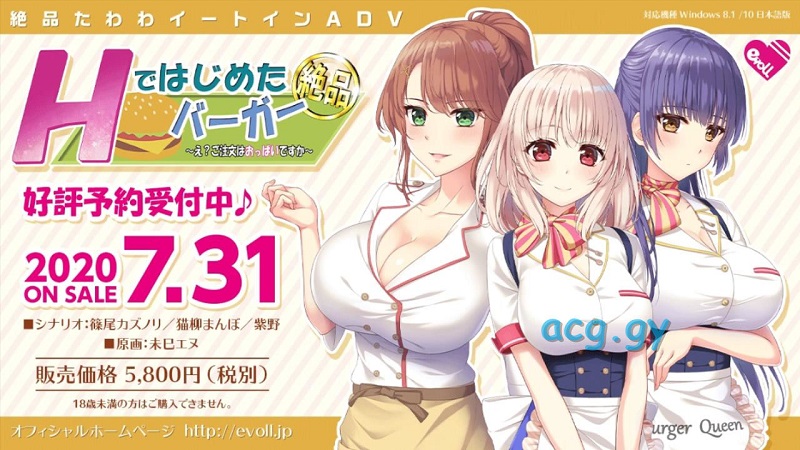 絶品たわわイートインADV
対応機種 Windows 8.1 /10 日本語版
Hではじめた
絶品
バーガー
～え?ご注文はおっぱいですか～
evoll
好評予約受付中♪
2020
ON SALE
7.31
■シナリオ:篠尾カズノリ／猫柳まんぼ／紫野
■原画:未巳エヌ
販売価格 5,800円(税別)
18歳未満の方はご購入できません。
オフィシャルホームページ http://evoll.jp
acg.gy
urger Queen